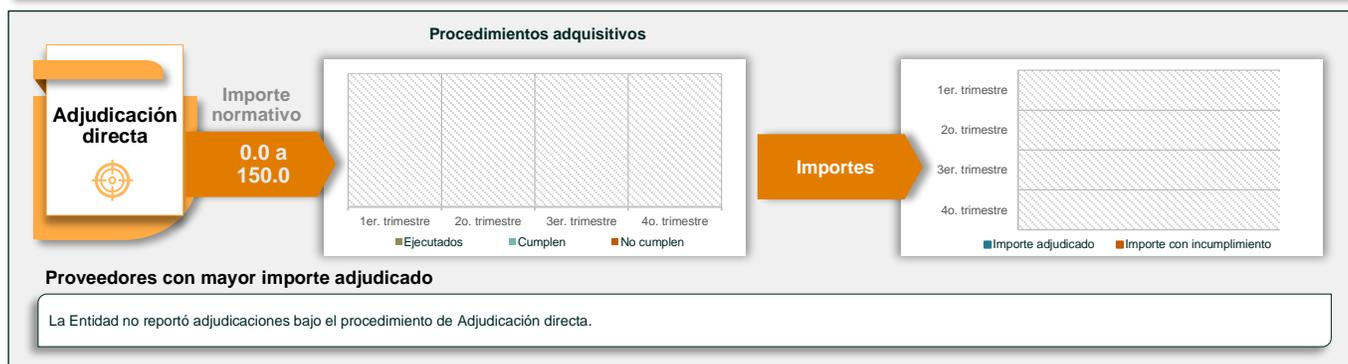 Procedimientos adquisitivos
Adjudicación
directa
Importe
normativo
0.0 a
150.0
1er. trimestre 2o. trimestre 3er. trimestre 4o. trimestre
Ejecutados Cumplen No cumplen
Importes
1er. trimestre
2o. trimestre
3er. trimestre
4o. trimestre
Importe adjudicado Importe con incumplimiento
Proveedores con mayor importe adjudicado
La Entidad no reportó adjudicaciones bajo el procedimiento de Adjudicación directa.